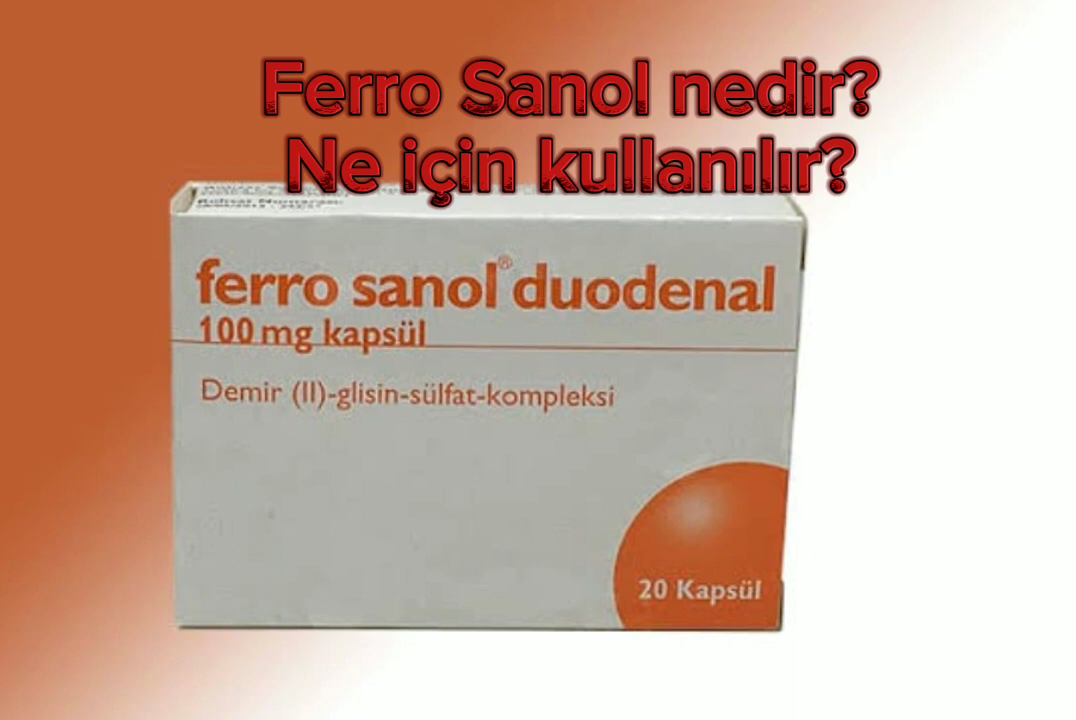 Ferro Sanol nedir?
Ne için kullanılır?
ferro sanol® duodenal
100 mg kapsül
Demir (II)-glisin-sülfat-kompleksi
20 Kapsül